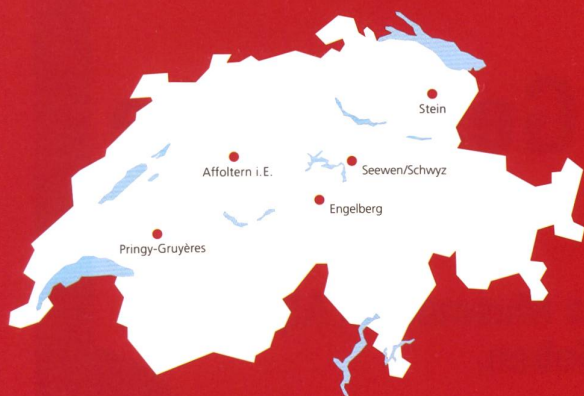 Stein
Affoltern i.E.
Seewen/Schwyz
Engelberg
Pringy-Gruyères